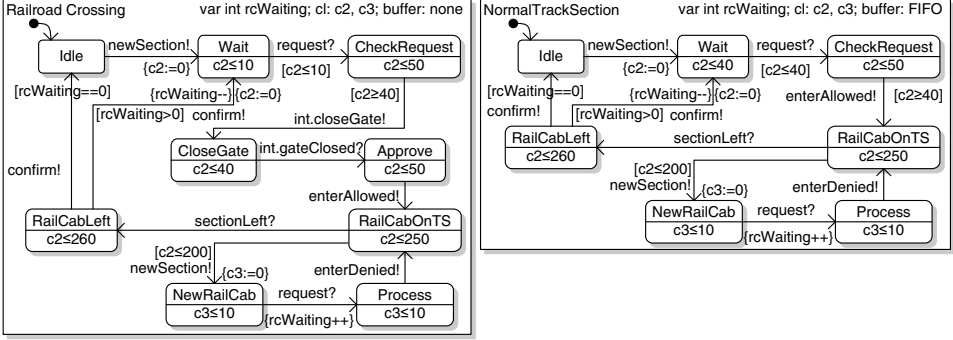 Railroad Crossing
var int rcWaiting; cl: c2, c3; buffer: none
Idle
newSection!
{c2:=0}
Wait
c2≤10
request?
[c2≤10]
CheckRequest
c2≤50
[rcWaiting==0]
{rcWaiting--}
{c2:=0}
[rcWaiting>0]
confirm!
[c2≥40]
int.closeGate!
CloseGate
c2≤40
int.gateClosed?
Approve
c2≤50
confirm!
enterAllowed!
RailCabLeft
c2≤260
sectionLeft?
RailCabOnTS
c2≤250
[c2≤200]
newSection!
{c3:=0}
enterDenied!
NewRailCab
c3≤10
request?
{rcWaiting++}
Process
c3≤10
NormalTrackSection
var int rcWaiting; cl: c2, c3; buffer: FIFO
Idle
newSection!
{c2:=0}
Wait
c2≤40
request?
[c2≤40]
CheckRequest
c2≤50
[rcWaiting==0]
confirm!
{rcWaiting--}
{c2:=0}
[rcWaiting>0]
confirm!
enterAllowed!
[c2≥40]
RailCabLeft
c2≤260
sectionLeft?
RailCabOnTS
c2≤250
[c2≤200]
newSection!
{c3:=0}
enterDenied!
NewRailCab
c3≤10
request?
{rcWaiting++}
Process
c3≤10